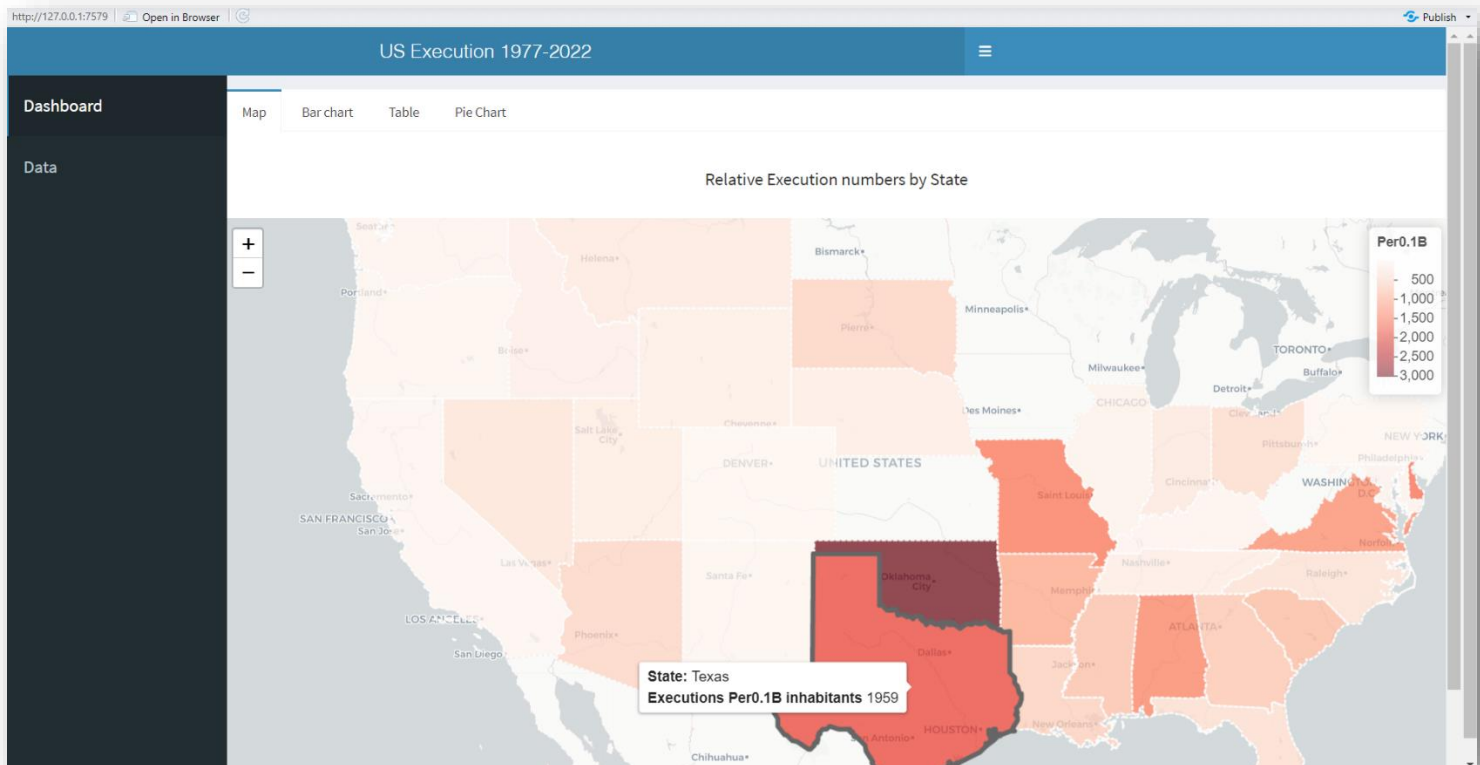 http://127.0.0.1:7579 Open in Browser Publish
US Execution 1977-2022
Dashboard
Data
Map Bar chart Table Pie Chart
Relative Execution numbers by State
+
−
Per0.1B
500
1,000
1,500
2,000
2,500
3,000
Helena
Bismarck
Portland
Minneapolis
Pierre
TORONTO
Boise
Milwaukee
Buffalo
Detroit
CHICAGO
Des Moines
Cheyenne
Salt Lake
City
NEW YORK
Pittsburgh
Philadelphia
DENVER
UNITED STATES
Sacramento
Saint Louis
Cincinnati
WASHINGTON
D.C.
SAN FRANCISCO
San Jose
Norfolk
Las Vegas
Santa Fe
Oklahoma
City
Nashville
Raleigh
Memphis
LOS ANGELES
ATLANTA
Phoenix
San Diego
Dallas
Jackson
State: Texas
Executions Per0.1B inhabitants 1959
New Orleans
HOUSTON
San Antonio
Chihuahua